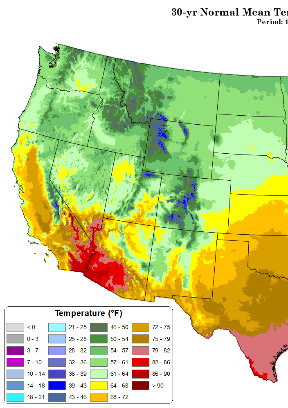 30-yr Normal Mean Te
Period: 1
Temperature (°F)
< 0 21 - 25 46 - 50 72 - 75
0 - 3 25 - 28 50 - 54 75 - 79
3 - 7 28 - 32 54 - 57 79 - 82
7 - 10 32 - 36 57 - 61 82 - 86
10 - 14 36 - 39 61 - 64 86 - 90
14 - 18 39 - 43 64 - 68 > 90
18 - 21 43 - 46 68 - 72